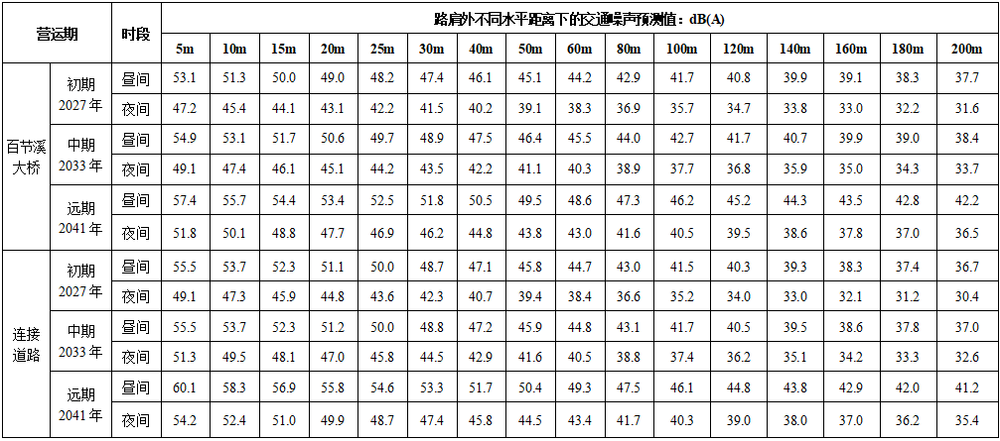 营运期 时段 路肩外不同水平距离下的交通噪声预测值：dB(A)
5m 10m 15m 20m 25m 30m 40m 50m 60m 80m 100m 120m 140m 160m 180m 200m
百节溪
大桥
初期
2027年
昼间 53.1 51.3 50.0 49.0 48.2 47.4 46.1 45.1 44.2 42.9 41.7 40.8 39.9 39.1 38.3 37.7
夜间 47.2 45.4 44.1 43.1 42.2 41.5 40.2 39.1 38.3 36.9 35.7 34.7 33.8 33.0 32.2 31.6
中期
2033年
昼间 54.9 53.1 51.7 50.6 49.7 48.9 47.5 46.4 45.5 44.0 42.7 41.7 40.7 39.9 39.0 38.4
夜间 49.1 47.4 46.1 45.1 44.2 43.5 42.2 41.1 40.3 38.9 37.7 36.8 35.9 35.0 34.3 33.7
远期
2041年
昼间 57.4 55.7 54.4 53.4 52.5 51.8 50.5 49.5 48.6 47.3 46.2 45.2 44.3 43.5 42.8 42.2
夜间 51.8 50.1 48.8 47.7 46.9 46.2 44.8 43.8 43.0 41.6 40.5 39.5 38.6 37.8 37.0 36.5
连接
道路
初期
2027年
昼间 55.5 53.7 52.3 51.1 50.0 48.7 47.1 45.8 44.7 43.0 41.5 40.3 39.3 38.3 37.4 36.7
夜间 49.1 47.3 45.9 44.8 43.6 42.3 40.7 39.4 38.4 36.6 35.2 34.0 33.0 32.1 31.2 30.4
中期
2033年
昼间 55.5 53.7 52.3 51.2 50.0 48.8 47.2 45.9 44.8 43.1 41.7 40.5 39.5 38.6 37.8 37.0
夜间 51.3 49.5 48.1 47.0 45.8 44.5 42.9 41.6 40.5 38.8 37.4 36.2 35.1 34.2 33.3 32.6
远期
2041年
昼间 60.1 58.3 56.9 55.8 54.6 53.3 51.7 50.4 49.3 47.5 46.1 44.8 43.8 42.9 42.0 41.2
夜间 54.2 52.4 51.0 49.9 48.7 47.4 45.8 44.5 43.4 41.7 40.3 39.0 38.0 37.0 36.2 35.4